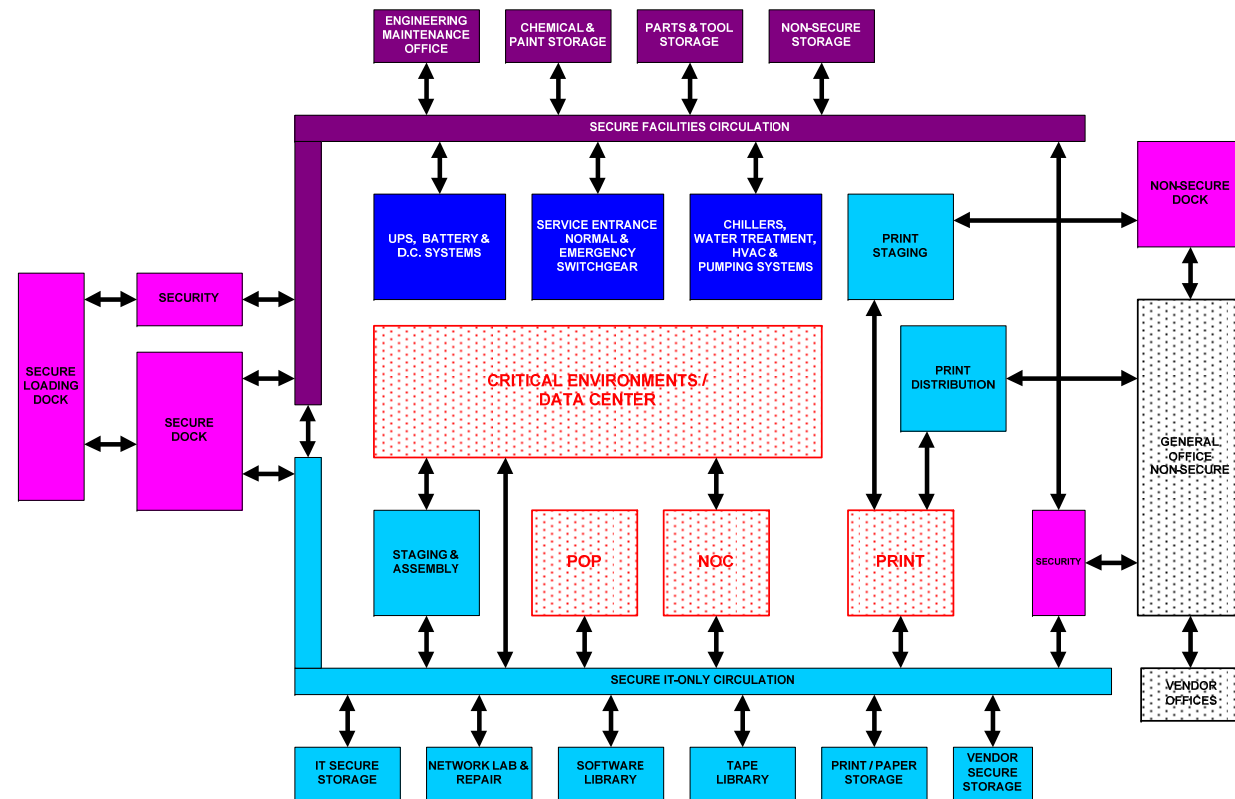 ENGINEERING
MAINTENANCE
OFFICE
CHEMICAL &
PAINT STORAGE
PARTS & TOOL
STORAGE
NON-SECURE
STORAGE
SECURE FACILITIES CIRCULATION
UPS, BATTERY &
D.C. SYSTEMS
SERVICE ENTRANCE
NORMAL &
EMERGENCY
SWITCHGEAR
CHILLERS,
WATER TREATMENT,
HVAC &
PUMPING SYSTEMS
PRINT
STAGING
NON-SECURE
DOCK
SECURITY
SECURE
LOADING
DOCK
SECURE
DOCK
CRITICAL ENVIRONMENTS /
DATA CENTER
PRINT
DISTRIBUTION
GENERAL
OFFICE
NON-SECURE
STAGING &
ASSEMBLY
POP
NOC
PRINT
SECURITY
SECURE IT-ONLY CIRCULATION
VENDOR
OFFICES
IT SECURE
STORAGE
NETWORK LAB &
REPAIR
SOFTWARE
LIBRARY
TAPE
LIBRARY
PRINT / PAPER
STORAGE
VENDOR
SECURE
STORAGE